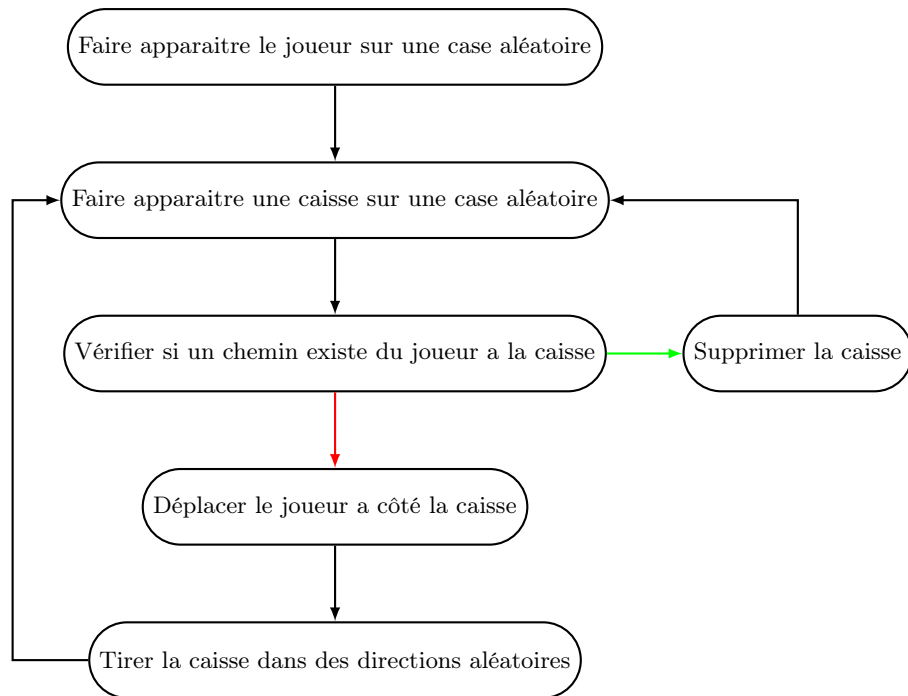 Faire apparaitre le joueur sur une case aléatoire
Faire apparaitre une caisse sur une case aléatoire
Vérifier si un chemin existe du joueur a la caisse
Supprimer la caisse
Déplacer le joueur a côté la caisse
Tirer la caisse dans des directions aléatoires